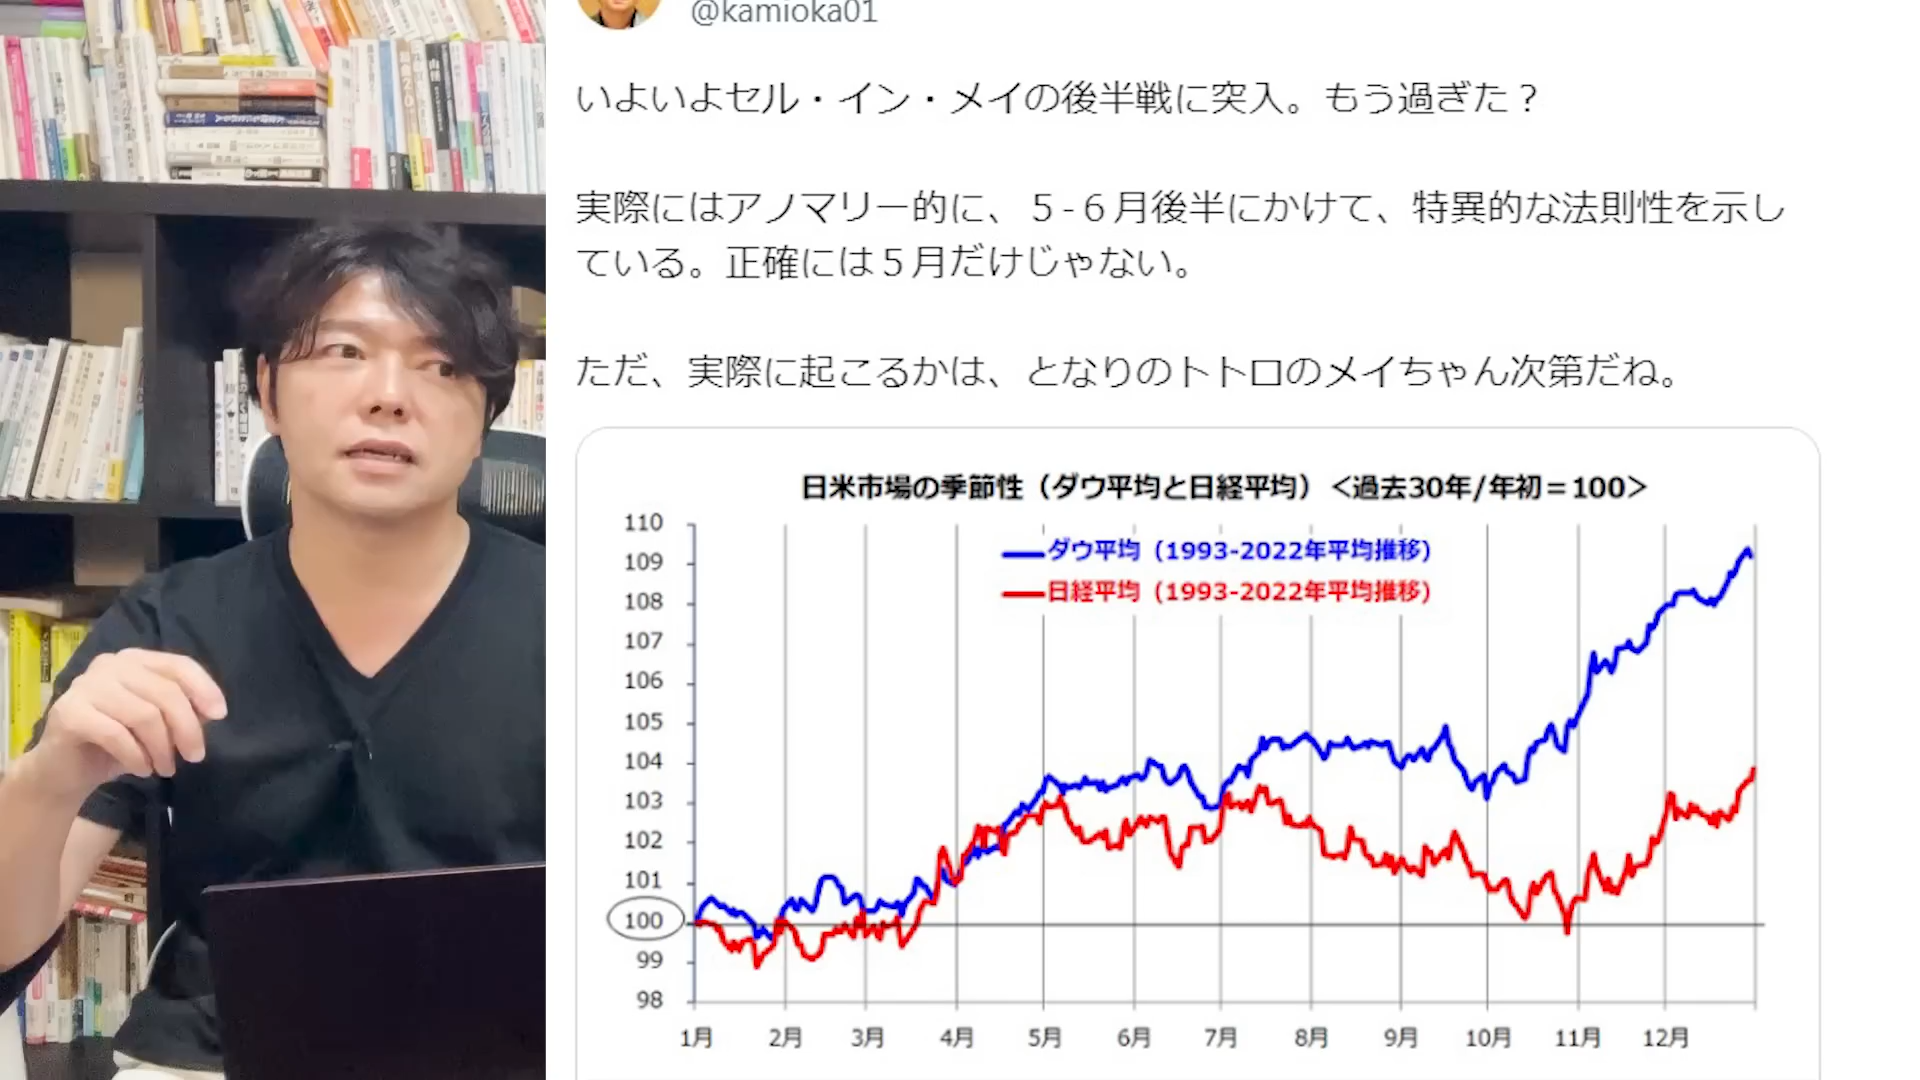 @kamioka01
いよいよセル・イン・メイの後半戦に突入。もう過ぎた？
実際にはアノマリー的に、５-６月後半にかけて、特異的な法則性を示し
ている。正確には５月だけじゃない。
ただ、実際に起こるかは、となりのトトロのメイちゃん次第だね。
日米市場の季節性（ダウ平均と日経平均）＜過去30年/年初＝100＞
ダウ平均（1993-2022年平均推移）
日経平均（1993-2022年平均推移）
110
109
108
107
106
105
104
103
102
101
100
99
98
1月 2月 3月 4月 5月 6月 7月 8月 9月 10月 11月 12月